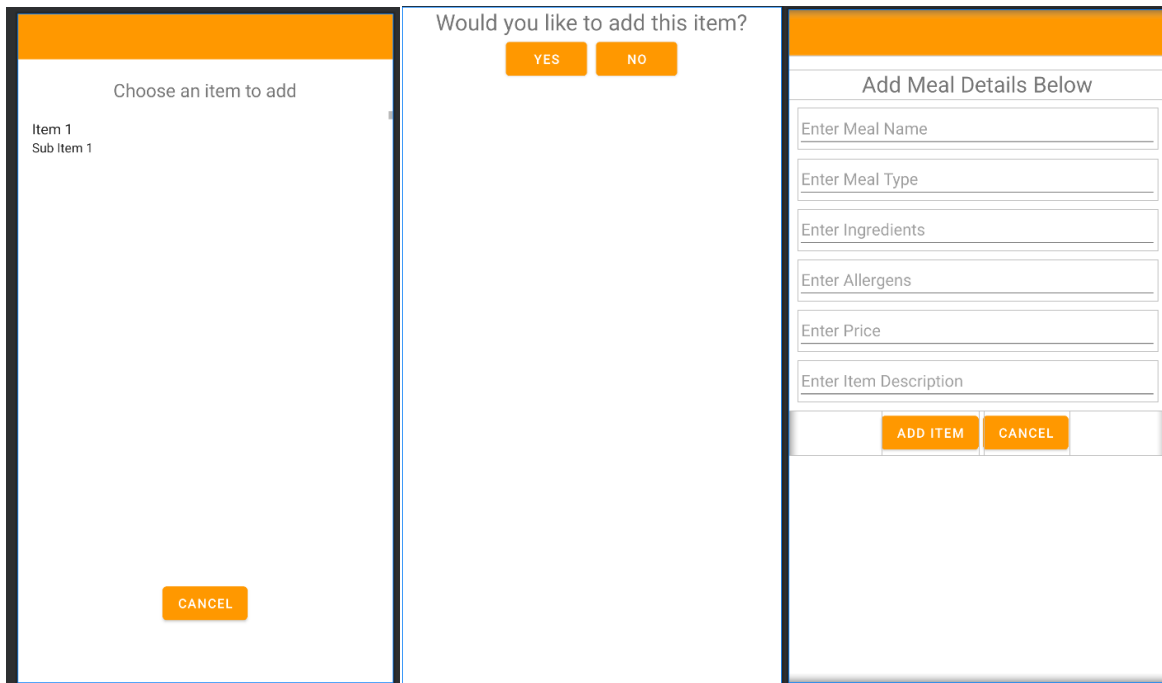 Choose an item to add
Item 1
Sub Item 1
CANCEL
Would you like to add this item?
YES NO
Add Meal Details Below
Enter Meal Name
Enter Meal Type
Enter Ingredients
Enter Allergens
Enter Price
Enter Item Description
ADD ITEM CANCEL